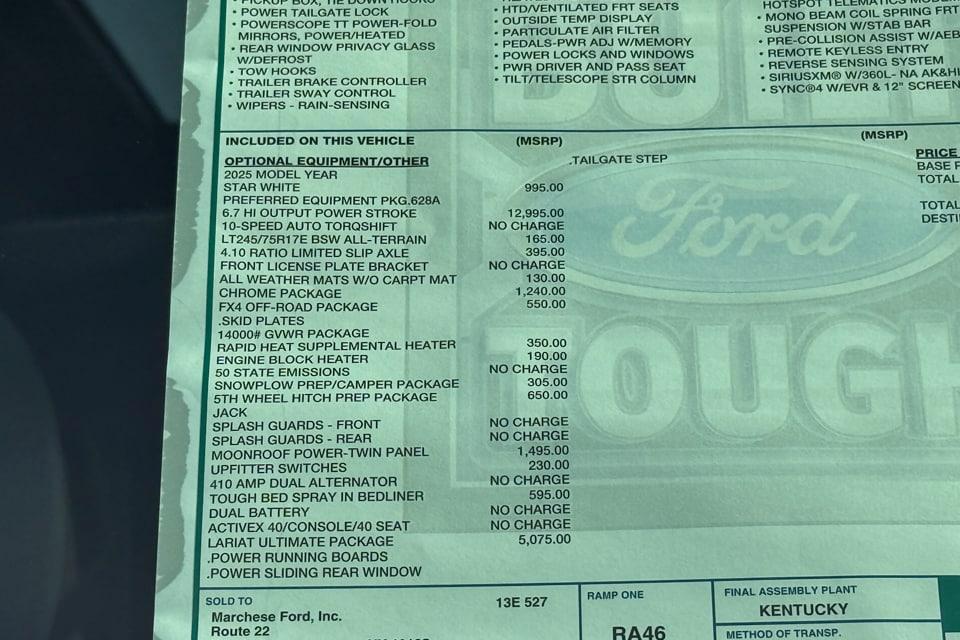 • PICKUP BOX, TIE DOWN HOOKS
• POWER TAILGATE LOCK
• POWERSCOPE TT POWER-FOLD
MIRRORS, POWER/HEATED
• REAR WINDOW PRIVACY GLASS
W/DEFROST
• TOW HOOKS
• TRAILER BRAKE CONTROLLER
• TRAILER SWAY CONTROL
• WIPERS - RAIN-SENSING
• HTD/VENTILATED FRT SEATS
• OUTSIDE TEMP DISPLAY
• PARTICULATE AIR FILTER
• PEDALS-PWR ADJ W/MEMORY
• POWER LOCKS AND WINDOWS
• PWR DRIVER AND PASS SEAT
• TILT/TELESCOPE STR COLUMN
HOTSPOT TELEMATICS
• MONO BEAM COIL SPRING FRT
SUSPENSION W/STAB BAR
• PRE-COLLISION ASSIST W/AEB
• REMOTE KEYLESS ENTRY
• REVERSE SENSING SYSTEM
• SIRIUSXM® W/360L- NA AK&HI
• SYNC®4 W/EVR & 12" SCREEN
INCLUDED ON THIS VEHICLE (MSRP) (MSRP)
OPTIONAL EQUIPMENT/OTHER .TAILGATE STEP PRICE
2025 MODEL YEAR BASE
STAR WHITE 995.00 TOTAL
PREFERRED EQUIPMENT PKG.628A
6.7 HI OUTPUT POWER STROKE 12,995.00 TOTAL
10-SPEED AUTO TORQSHIFT NO CHARGE
LT245/75R17E BSW ALL-TERRAIN 165.00
4.10 RATIO LIMITED SLIP AXLE 395.00
FRONT LICENSE PLATE BRACKET NO CHARGE
ALL WEATHER MATS W/O CARPT MAT 130.00
CHROME PACKAGE 1,240.00
FX4 OFF-ROAD PACKAGE 550.00
.SKID PLATES
14000# GVWR PACKAGE
RAPID HEAT SUPPLEMENTAL HEATER 350.00
ENGINE BLOCK HEATER 190.00
50 STATE EMISSIONS NO CHARGE
SNOWPLOW PREP/CAMPER PACKAGE 305.00
5TH WHEEL HITCH PREP PACKAGE 650.00
JACK
SPLASH GUARDS - FRONT NO CHARGE
SPLASH GUARDS - REAR NO CHARGE
MOONROOF POWER-TWIN PANEL 1,495.00
UPFITTER SWITCHES 230.00
410 AMP DUAL ALTERNATOR NO CHARGE
TOUGH BED SPRAY IN BEDLINER 595.00
DUAL BATTERY NO CHARGE
ACTIVEX 40/CONSOLE/40 SEAT NO CHARGE
LARIAT ULTIMATE PACKAGE 5,075.00
.POWER RUNNING BOARDS
.POWER SLIDING REAR WINDOW
Ford
TOUGH
SOLD TO 13E 527
Marchese Ford, Inc.
Route 22
RAMP ONE
RA46
FINAL ASSEMBLY PLANT
KENTUCKY
METHOD OF TRANSP.